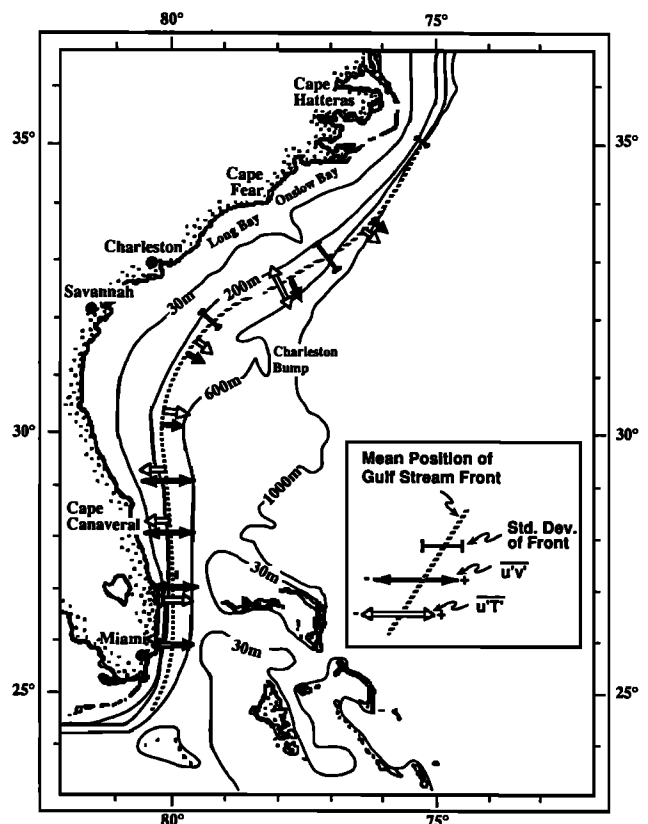 80°
75°
Cape
Hatteras
35°
35°
Cape
Fear
Onslow Bay
Long Bay
Charleston
Savannah
200m
30m
Charleston
Bump
600m
30°
30°
1000m
Mean Position of
Gulf Stream Front
Std. Dev.
of Front
- + u'v'
- + u'T'
Cape
Canaveral
30m
Miami
30m
25°
25°
80°
75°